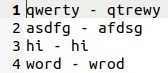 1 qwerty - qtrewy
2 asdfg - afdsg
3 hi - hi
4 word - wrod